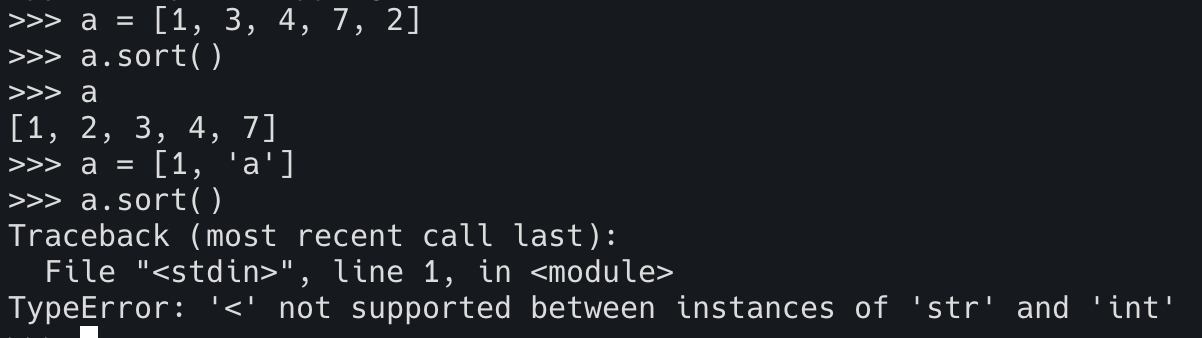 >>> a = [1, 3, 4, 7, 2]
>>> a.sort()
>>> a
[1, 2, 3, 4, 7]
>>> a = [1, 'a']
>>> a.sort()
Traceback (most recent call last):
  File "<stdin>", line 1, in <module>
TypeError: '<' not supported between instances of 'str' and 'int'
>>>